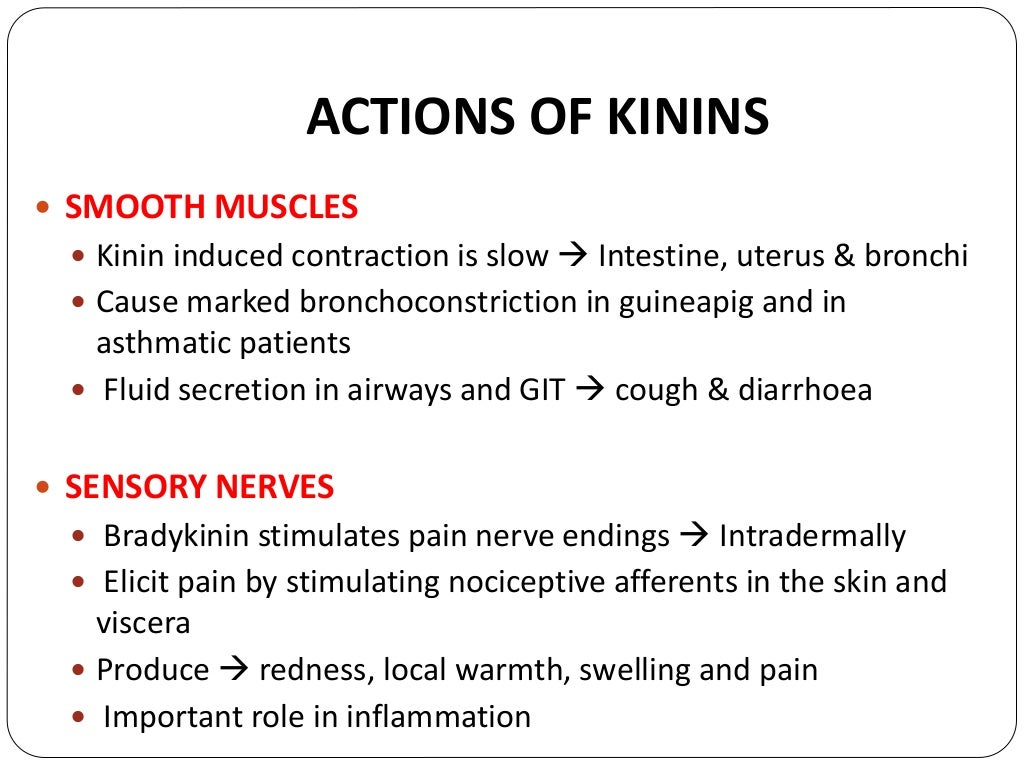 ACTIONS OF KININS
• SMOOTH MUSCLES
• Kinin induced contraction is slow → Intestine, uterus & bronchi
• Cause marked bronchoconstriction in guineapig and in
asthmatic patients
• Fluid secretion in airways and GIT → cough & diarrhoea
• SENSORY NERVES
• Bradykinin stimulates pain nerve endings → Intradermally
• Elicit pain by stimulating nociceptive afferents in the skin and
viscera
• Produce → redness, local warmth, swelling and pain
• Important role in inflammation